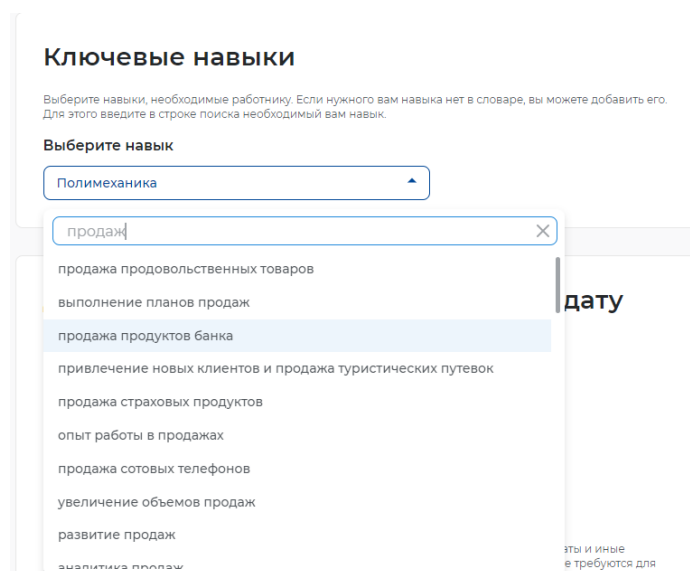 Ключевые навыки
Выберите навыки, необходимые работнику. Если нужного вам навыка нет в словаре, вы можете добавить его.
Для этого введите в строке поиска необходимый вам навык.
Выберите навык
Полимеханика
продаж
продажа продовольственных товаров
выполнение планов продаж
дату
продажа продуктов банка
привлечение новых клиентов и продажа туристических путевок
продажа страховых продуктов
опыт работы в продажах
продажа сотовых телефонов
увеличение объемов продаж
развитие продаж
аты и иные
е требуются для
аналитика продаж